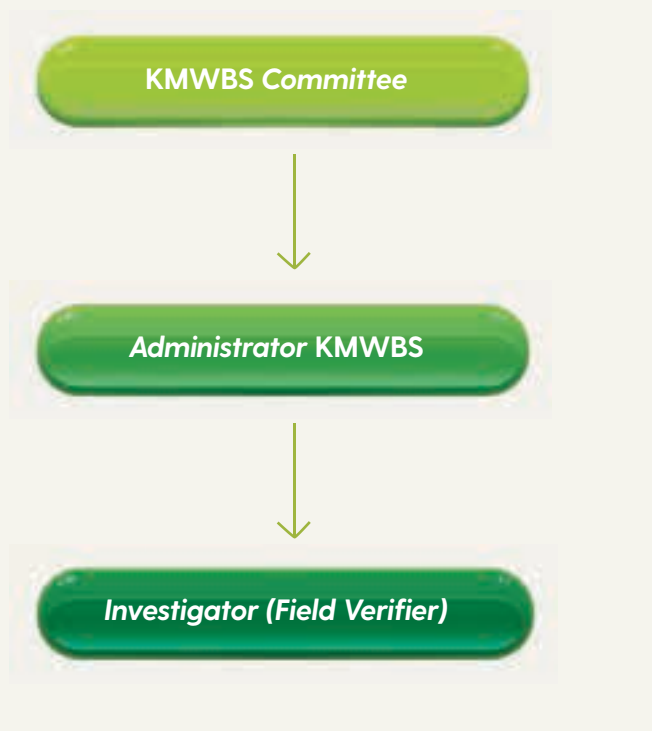 KMWBS Committee
Administrator KMWBS
Investigator (Field Verifier)